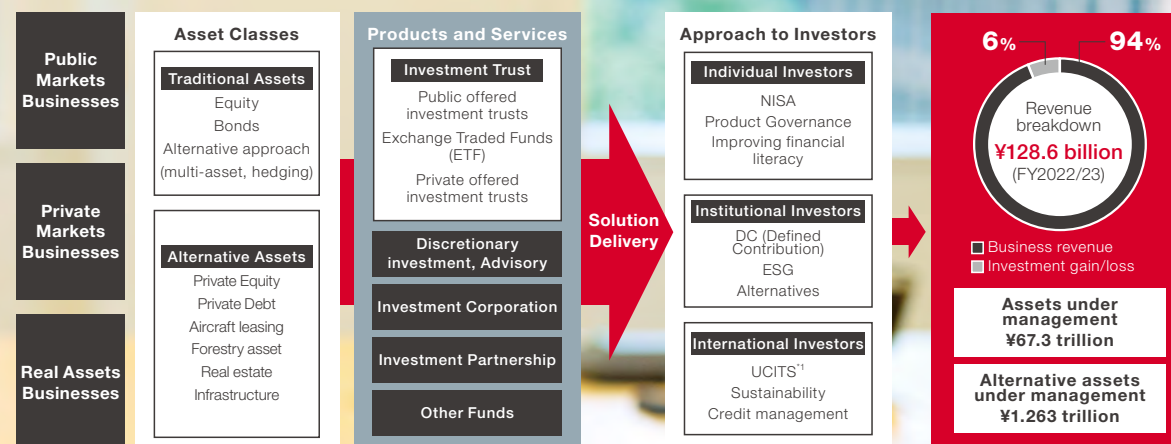 Public
Markets
Businesses
Private
Markets
Businesses
Real Assets
Businesses
Asset Classes
Traditional Assets
Equity
Bonds
Alternative approach
(multi-asset, hedging)
Alternative Assets
Private Equity
Private Debt
Aircraft leasing
Forestry asset
Real estate
Infrastructure
Products and Services
Investment Trust
Public offered
investment trusts
Exchange Traded Funds
(ETF)
Private offered
investment trusts
Discretionary
investment, Advisory
Investment Corporation
Investment Partnership
Other Funds
Solution
Delivery
Approach to Investors
Individual Investors
NISA
Product Governance
Improving financial
literacy
Institutional Investors
DC (Defined
Contribution)
ESG
Alternatives
International Investors
UCITS*1
Sustainability
Credit management
6% 94%
Revenue
breakdown
¥128.6 billion
(FY2022/23)
Business revenue
Investment gain/loss
Assets under
management
¥67.3 trillion
Alternative assets
under management
¥1.263 trillion